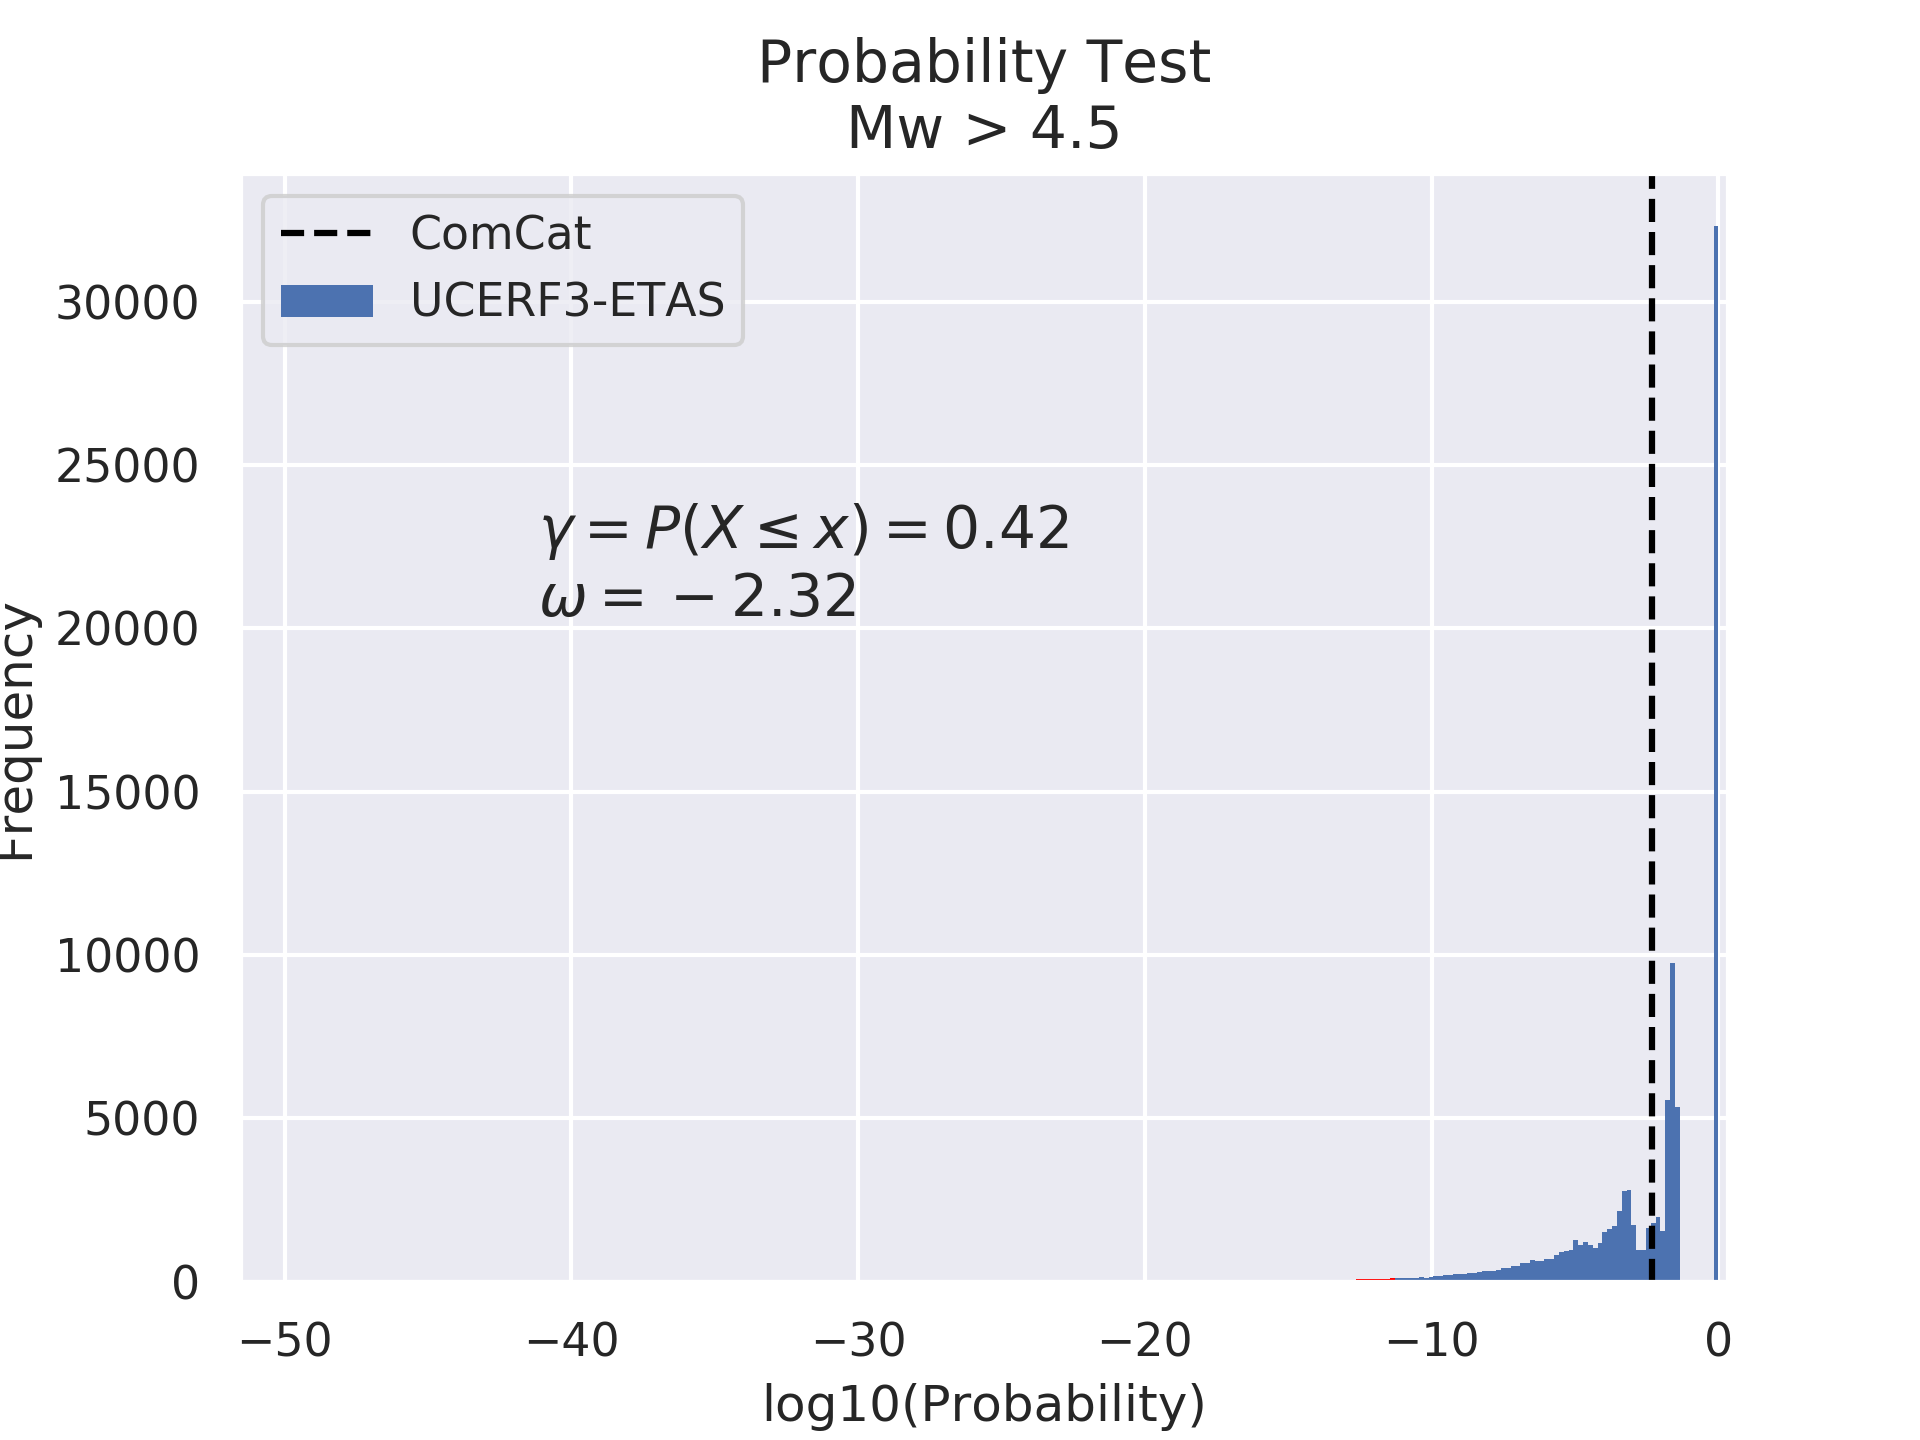 Probability Test
Mw > 4.5
ComCat
UCERF3-ETAS
γ = P(X ≤ x) = 0.42
ω = −2.32
Frequency
30000
25000
20000
15000
10000
5000
0
−50 −40 −30 −20 −10 0
log10(Probability)